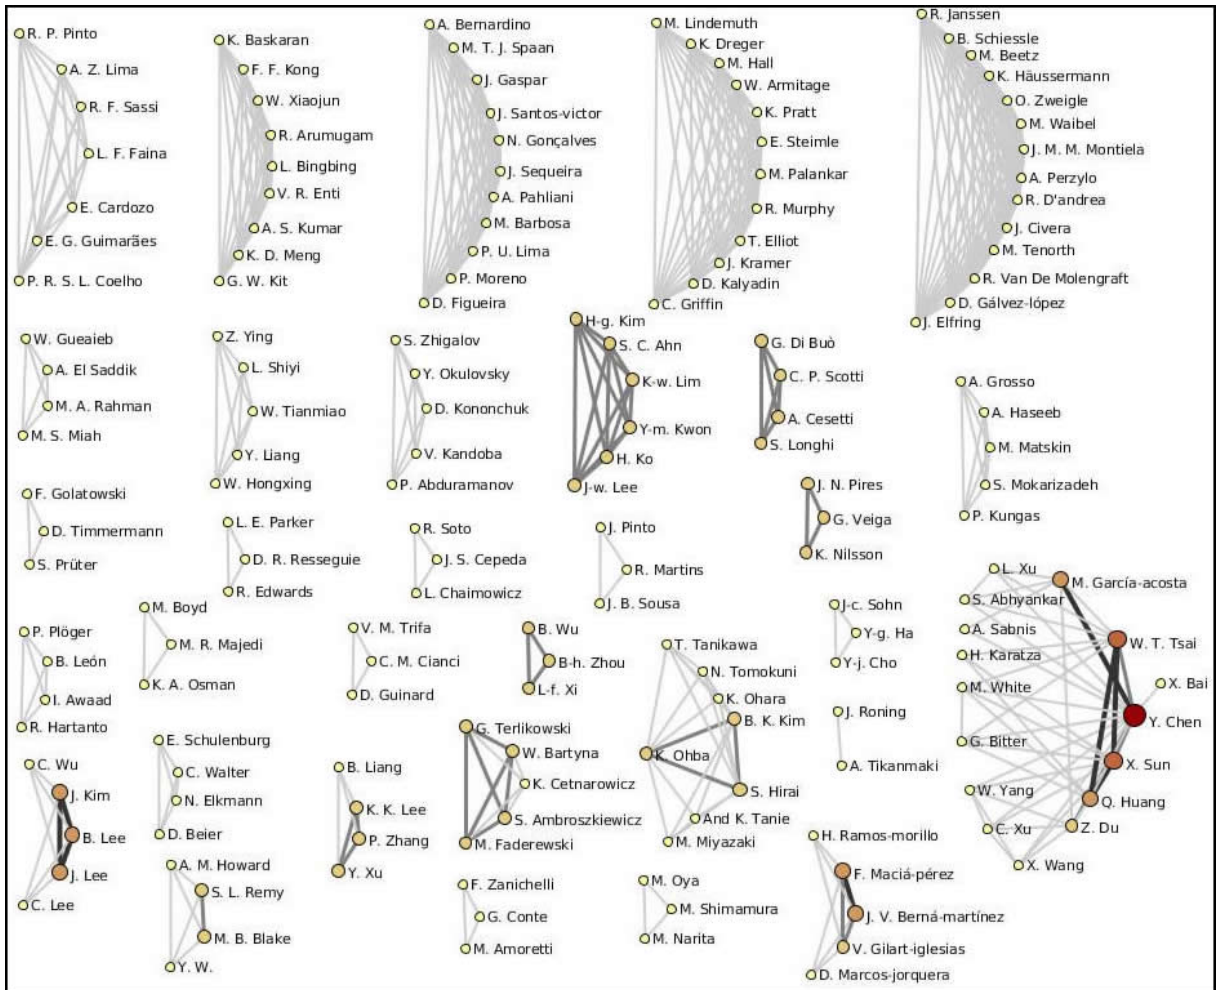 R. P. Pinto
A. Z. Lima
R. F. Sassi
L. F. Faina
E. Cardozo
E. G. Guimarães
P. R. S. L. Coelho
K. Baskaran
F. F. Kong
W. Xiaojun
R. Arumugam
L. Bingbing
V. R. Enti
A. S. Kumar
K. D. Meng
G. W. Kit
A. Bernardino
M. T. J. Spaan
J. Gaspar
J. Santos-victor
N. Gonçalves
J. Sequeira
A. Pahliani
M. Barbosa
P. U. Lima
P. Moreno
D. Figueira
M. Lindemuth
K. Dreger
M. Hall
W. Armitage
K. Pratt
E. Steimle
M. Palankar
R. Murphy
T. Elliot
J. Kramer
D. Kalyadin
C. Griffin
R. Janssen
B. Schiessle
M. Beetz
K. Häussermann
O. Zweigle
M. Waibel
J. M. M. Montiela
A. Perzylo
R. D'andrea
J. Civera
M. Tenorth
R. Van De Molengraft
D. Gálvez-lópez
J. Elfring
W. Gueaieb
A. El Saddik
M. A. Rahman
M. S. Miah
Z. Ying
L. Shiyi
W. Tianmiao
Y. Liang
W. Hongxing
S. Zhigalov
Y. Okulovsky
D. Kononchuk
V. Kandoba
P. Abduramanov
H-g. Kim
S. C. Ahn
K-w. Lim
Y-m. Kwon
H. Ko
J-w. Lee
G. Di Buò
C. P. Scotti
A. Cesetti
S. Longhi
A. Grosso
A. Haseeb
M. Matskin
S. Mokarizadeh
P. Kungas
F. Golatowski
D. Timmermann
S. Prüter
L. E. Parker
D. R. Resseguie
R. Edwards
R. Soto
J. S. Cepeda
L. Chaimowicz
J. Pinto
R. Martins
J. B. Sousa
J. N. Pires
G. Veiga
K. Nilsson
P. Plöger
B. León
I. Awaad
R. Hartanto
M. Boyd
M. R. Majedi
K. A. Osman
V. M. Trifa
C. M. Cianci
D. Guinard
B. Wu
B-h. Zhou
L-f. Xi
T. Tanikawa
N. Tomokuni
K. Ohara
B. K. Kim
K. Ohba
S. Hirai
And K. Tanie
M. Miyazaki
J-c. Sohn
Y-g. Ha
Y-j. Cho
J. Roning
A. Tikanmaki
L. Xu
M. García-acosta
S. Abhyankar
A. Sabnis
W. T. Tsai
H. Karatza
X. Bai
M. White
Y. Chen
G. Bitter
X. Sun
W. Yang
Q. Huang
C. Xu
Z. Du
X. Wang
C. Wu
J. Kim
B. Lee
J. Lee
C. Lee
E. Schulenburg
C. Walter
N. Elkmann
D. Beier
A. M. Howard
S. L. Remy
M. B. Blake
Y. W.
B. Liang
K. K. Lee
P. Zhang
Y. Xu
G. Terlikowski
W. Bartyna
K. Cetnarowicz
S. Ambroszkiewicz
M. Faderewski
F. Zanichelli
G. Conte
M. Amoretti
M. Oya
M. Shimamura
M. Narita
H. Ramos-morillo
F. Maciá-pérez
J. V. Berná-martínez
V. Gilart-iglesias
D. Marcos-jorquera